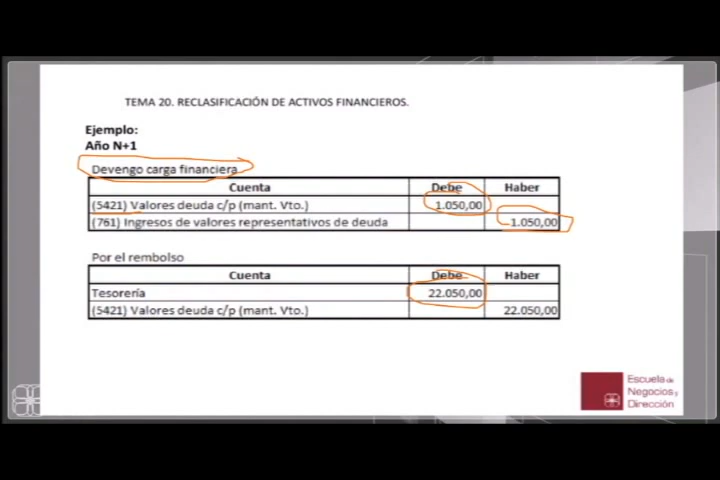 TEMA 20. RECLASIFICACIÓN DE ACTIVOS FINANCIEROS.
Ejemplo:
Año N+1
Devengo carga financiera
Cuenta Debe Haber
(5421) Valores deuda c/p (mant. Vto.) 1.050,00
(761) Ingresos de valores representativos de deuda 1.050,00
Por el rembolso
Cuenta Debe Haber
Tesorería 22.050,00
(5421) Valores deuda c/p (mant. Vto.) 22.050,00
Escuela de
Negocios y
Dirección